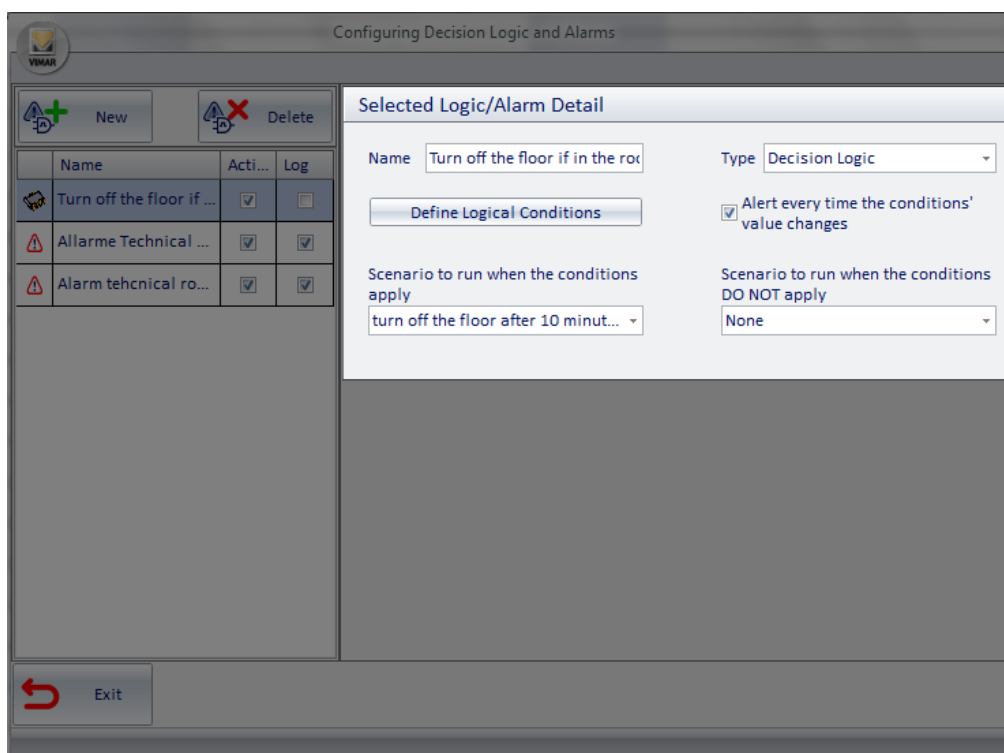 Configuring Decision Logic and Alarms
VIMAR
New
Delete
Name Acti... Log
Turn off the floor if ...
Allarme Technical ...
Alarm tehcnical ro...
Exit
Selected Logic/Alarm Detail
Name Turn off the floor if in the roo
Type Decision Logic
Define Logical Conditions
Alert every time the conditions'
value changes
Scenario to run when the conditions
apply
turn off the floor after 10 minut...
Scenario to run when the conditions
DO NOT apply
None